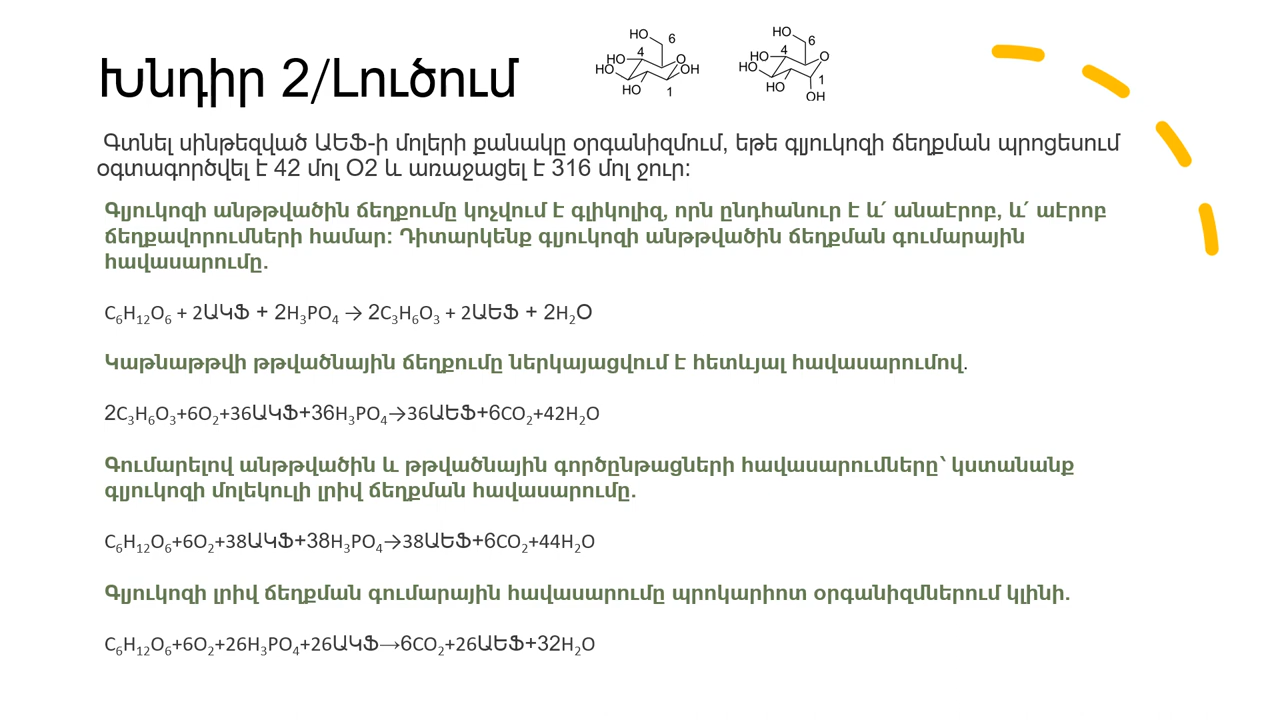 Խնդիր 2/Լուծում
HO 6
HO 4 O
HO OH
HO 1
HO 6
HO 4 O
HO
HO 1
OH
Գտնել սինթեզված ԱԵՖ-ի մոլերի քանակը օրգանիզմում, եթե գլյուկոզի ճեղքման պրոցեսում
օգտագործվել է 42 մոլ O2 և առաջացել է 316 մոլ ջուր:
Գլյուկոզի անթթվածին ճեղքումը կոչվում է գլիկոլիզ, որն ընդհանուր է և՛ անաէրոբ, և՛ աէրոբ
ճեղքավորումների համար: Դիտարկենք գլյուկոզի անթթվածին ճեղքման գումարային
հավասարումը.
C₆H₁₂O₆ + 2ԱԿՖ + 2H₃PO₄ → 2C₃H₆O₃ + 2ԱԵՖ + 2H₂O
Կաթնաթթվի թթվածնային ճեղքումը ներկայացվում է հետևյալ հավասարումով.
2C₃H₆O₃+6O₂+36ԱԿՖ+36H₃PO₄→36ԱԵՖ+6CO₂+42H₂O
Գումարելով անթթվածին և թթվածնային գործընթացների հավասարումները՝ կստանանք
գլյուկոզի մոլեկուլի լրիվ ճեղքման հավասարումը.
C₆H₁₂O₆+6O₂+38ԱԿՖ+38H₃PO₄→38ԱԵՖ+6CO₂+44H₂O
Գլյուկոզի լրիվ ճեղքման գումարային հավասարումը պրոկարիոտ օրգանիզմներում կլինի.
C₆H₁₂O₆+6O₂+26H₃PO₄+26ԱԿՖ→6CO₂+26ԱԵՖ+32H₂O